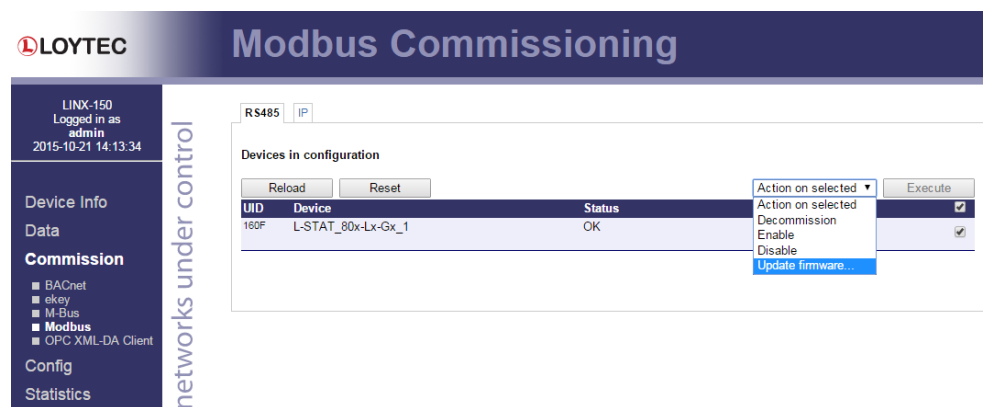 LOYTEC
Modbus Commissioning
LINX-150
Logged in as
admin
2015-10-21 14:13:34
Device Info
Data
Commission
BACnet
ekey
M-Bus
Modbus
OPC XML-DA Client
Config
Statistics
networks under control
RS485 IP
Devices in configuration
Reload Reset Action on selected Execute
UID Device Status
160F L-STAT_80x-Lx-Gx_1 OK
Action on selected
Decommission
Enable
Disable
Update firmware...